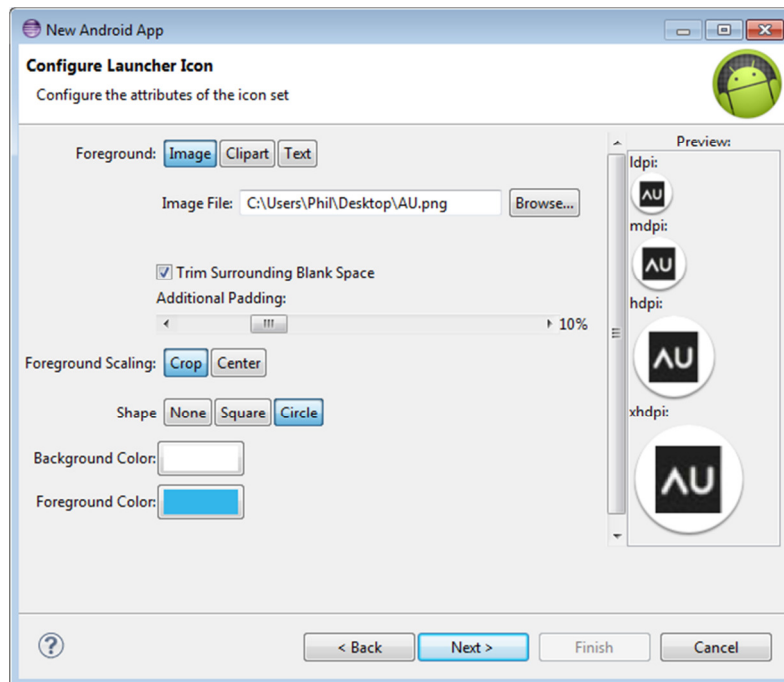 New Android App
Configure Launcher Icon
Configure the attributes of the icon set
Foreground: Image Clipart Text
Image File: C:\Users\Phil\Desktop\AU.png Browse...
Trim Surrounding Blank Space
Additional Padding:
10%
Foreground Scaling: Crop Center
Shape None Square Circle
Background Color:
Foreground Color:
Preview:
ldpi:
AU
mdpi:
AU
hdpi:
AU
xhdpi:
AU
? < Back Next > Finish Cancel